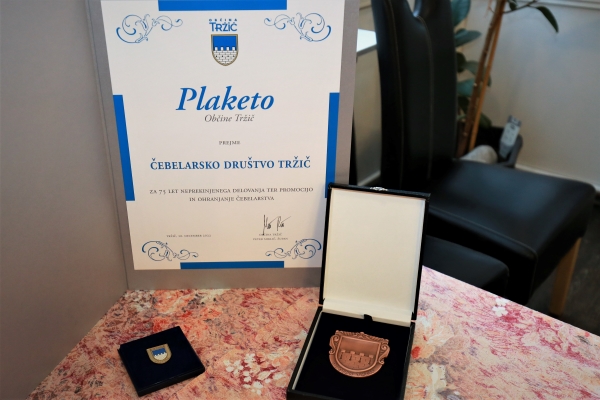 OBČINA
TRŽIČ
Plaketo
Občine Tržič
PREJME
ČEBELARSKO DRUŠTVO TRŽIČ
ZA 75 LET NEPREKINJENEGA DELOVANJA TER PROMOCIJO
IN OHRANJANJE ČEBELARSTVA